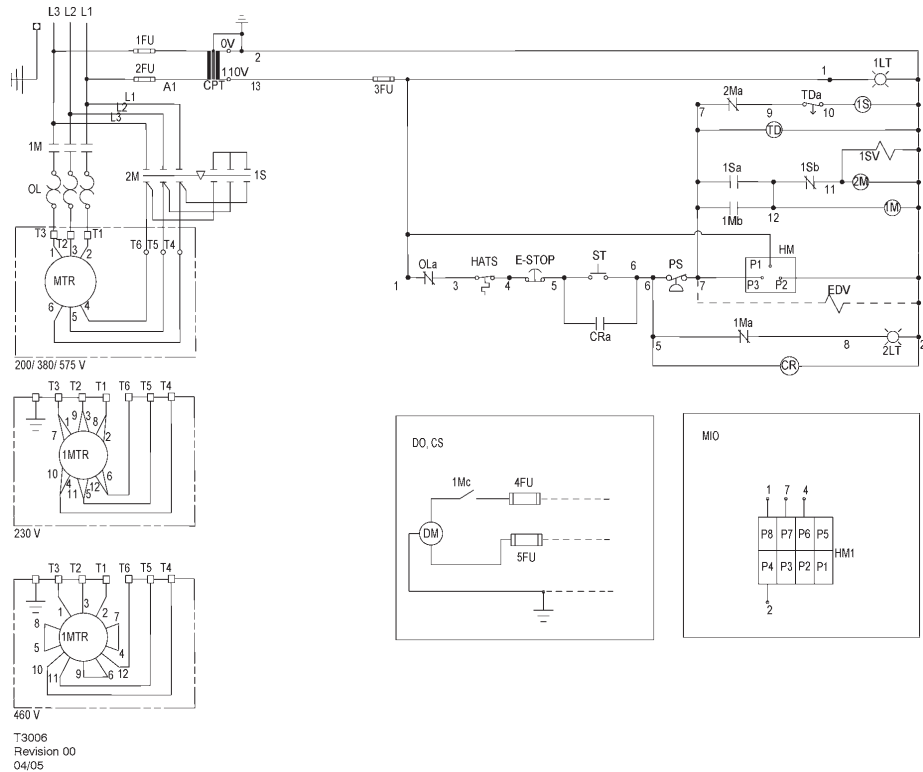 L3 L2 L1
1FU
0V
2
2FU
A1
CPT
110V
13
3FU
1
1LT
L1
L2
L3
2Ma
7
9
TDa
10
1S
TD
1M
2M
1S
1SV
OL
1Sa
1Sb
11
2M
1Mb
12
1M
T3 T2 T1
T6 T5 T4
1 3 2
MTR
6 5 4
200/ 380/ 575 V
1
OLa
3
HATS
4
E-STOP
5
ST
6
CRa
6
PS
7
HM
P1
P3 P2
EDV
5
1Ma
8
2LT
2
CR
T3 T2 T1 T6 T5 T4
9 3
1 8
7 2
1MTR
10 6
4 12
11 5
230 V
T3 T2 T1 T6 T5 T4
3
1 2
8 7
1MTR
5 4
10 9 6 12
11
460 V
DO, CS
1Mc
4FU
DM
5FU
MIO
1 7 4
P8 P7 P6 P5
HM1
P4 P3 P2 P1
2
T3006
Revision 00
04/05